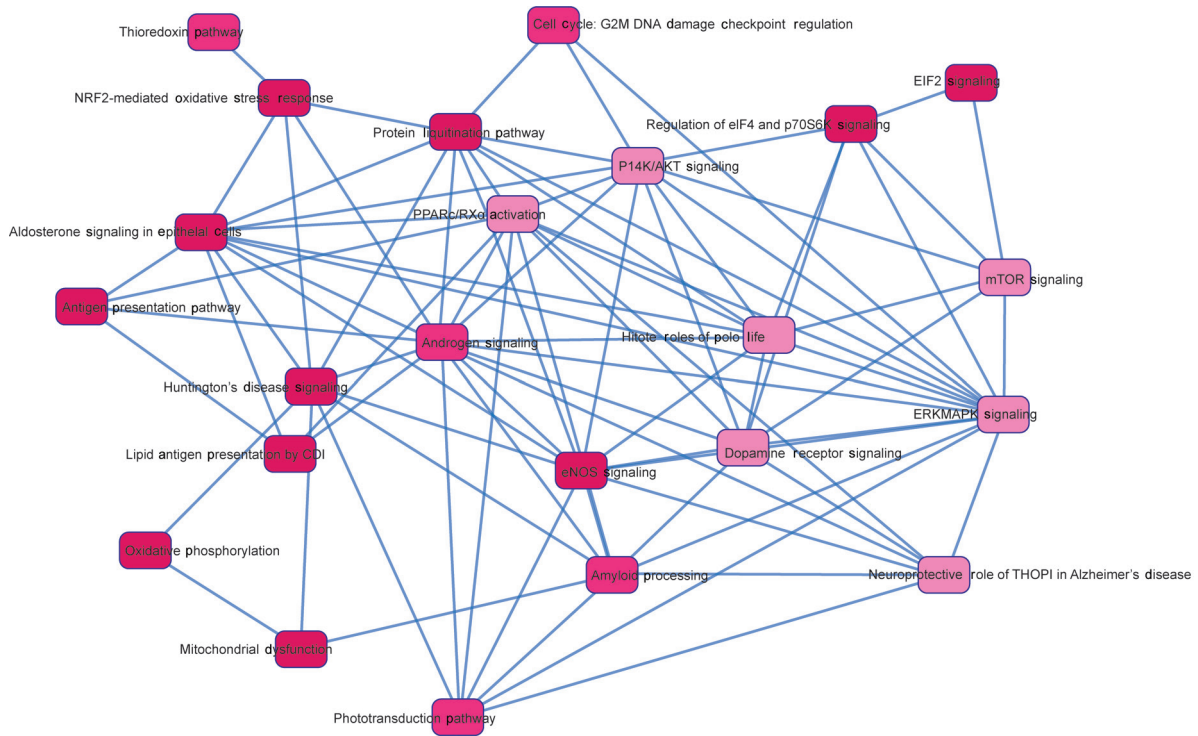 Cell cycle: G2M DNA damage checkpoint regulation
Thioredoxin pathway
EIF2 signaling
NRF2-mediated oxidative stress response
Regulation of eIF4 and p70S6K signaling
Protein liquitination pathway
P14K/AKT signaling
PPARc/RXα activation
Aldosterone signaling in epithelal cells
mTOR signaling
Antigen presentation pathway
Hitote roles of polo life
Androgen signaling
Huntington's disease signaling
ERKMAPK signaling
Lipid antigen presentation by CDI
Dopamine receptor signaling
eNOS signaling
Oxidative phosphorylation
Amyloid processing
Neuroprotective role of THOPI in Alzheimer's disease
Mitochondrial dysfunction
Phototransduction pathway